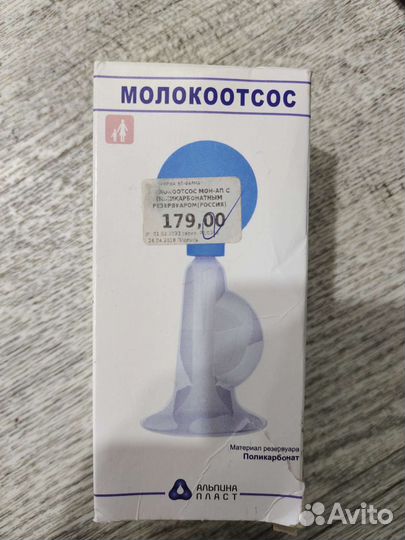 МОЛОКООТСОС
МОЛОКООТСОС МОН-АП С
ПОЛИКАРБОНАТНЫМ
РЕЗЕРВУАРОМ(РОССИЯ)
179,00
Материал резервуара
Поликарбонат
АЛЬПИНА
ПЛАСТ
Avito